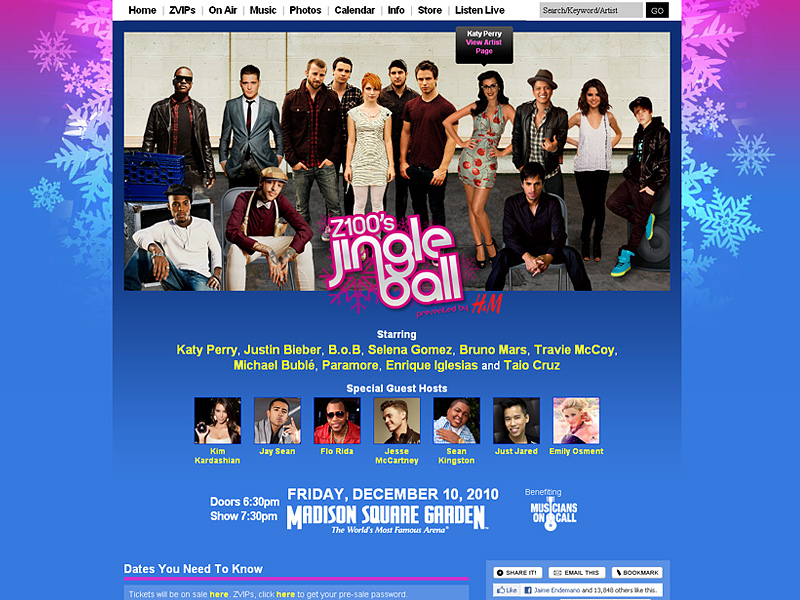 Home | ZVIPs | On Air | Music | Photos | Calendar | Info | Store | Listen Live
Search/Keyword/Artist
GO
Katy Perry
View Artist
Page
Z100's
jingle
ball
presented by H&M
Starring
Katy Perry, Justin Bieber, B.o.B, Selena Gomez, Bruno Mars, Travie McCoy,
Michael Bublé, Paramore, Enrique Iglesias and Taio Cruz
Special Guest Hosts
Kim
Kardashian
Jay Sean
Flo Rida
Jesse
McCartney
Sean
Kingston
Just Jared
Emily Osment
Doors 6:30pm
Show 7:30pm
FRIDAY, DECEMBER 10, 2010
MADISON SQUARE GARDEN
The World's Most Famous Arena
Benefiting
MUSICIANS
ON CALL
Dates You Need To Know
Tickets will be on sale here. ZVIPs, click here to get your pre-sale password.
SHARE IT!
EMAIL THIS
BOOKMARK
Like
Jaime Endemano and 13,848 others like this.